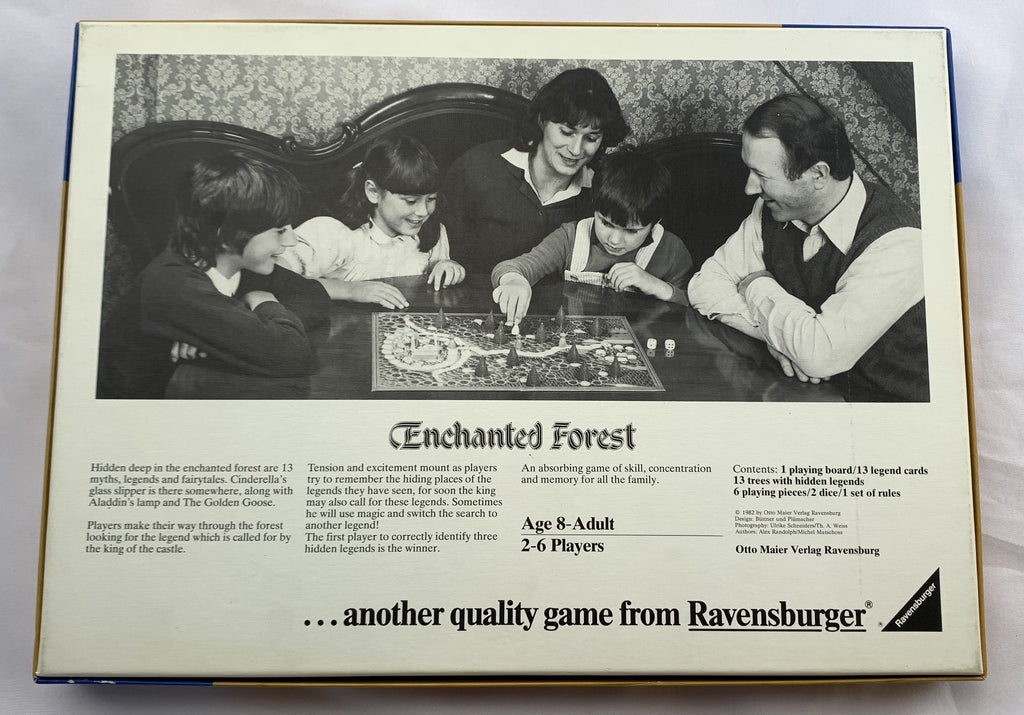 Enchanted Forest
Hidden deep in the enchanted forest are 13
myths, legends and fairytales. Cinderella's
glass slipper is there somewhere, along with
Aladdin's lamp and The Golden Goose.
Players make their way through the forest
looking for the legend which is called for by
the king of the castle.
Tension and excitement mount as players
try to remember the hiding places of the
legends they have seen, for soon the king
may also call for these legends. Sometimes
he will use magic and switch the search to
another legend!
The first player to correctly identify three
hidden legends is the winner.
An absorbing game of skill, concentration
and memory for all the family.
Age 8-Adult
2-6 Players
Contents: 1 playing board/13 legend cards
13 trees with hidden legends
6 playing pieces/2 dice/1 set of rules
© 1982 by Otto Maier Verlag Ravensburg
Design: Büttner und Plümacher
Photography: Ulrike Schneiders/Th. A. Weiss
Authors: Alex Randolph/Michel Matschoss
Otto Maier Verlag Ravensburg
...another quality game from Ravensburger®
Ravensburger
®